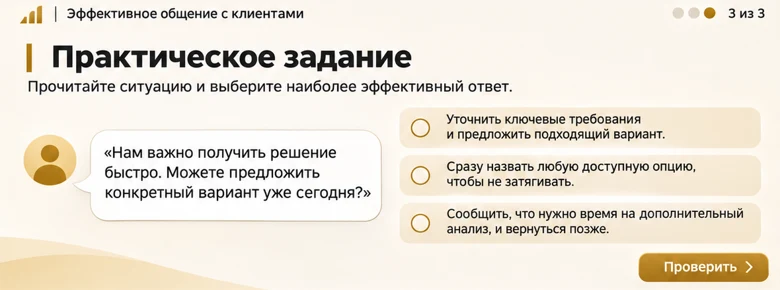 Эффективное общение с клиентами
3 из 3
Практическое задание
Прочитайте ситуацию и выберите наиболее эффективный ответ.
«Нам важно получить решение
быстро. Можете предложить
конкретный вариант уже сегодня?»
Уточнить ключевые требования
и предложить подходящий вариант.
Сразу назвать любую доступную опцию,
чтобы не затягивать.
Сообщить, что нужно время на дополнительный
анализ, и вернуться позже.
Проверить